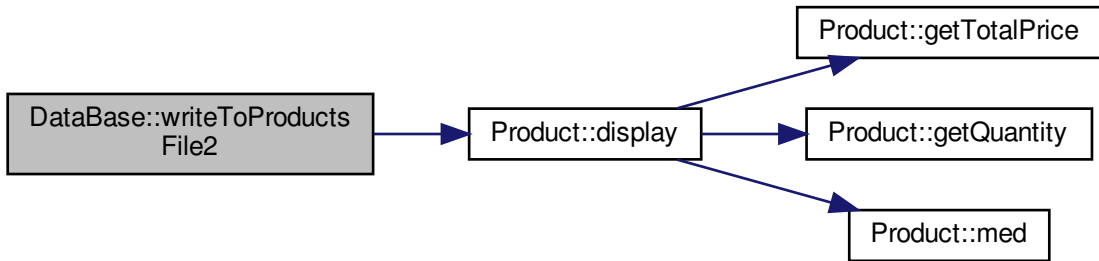 DataBase::writeToProducts
File2
Product::display
Product::getTotalPrice
Product::getQuantity
Product::med